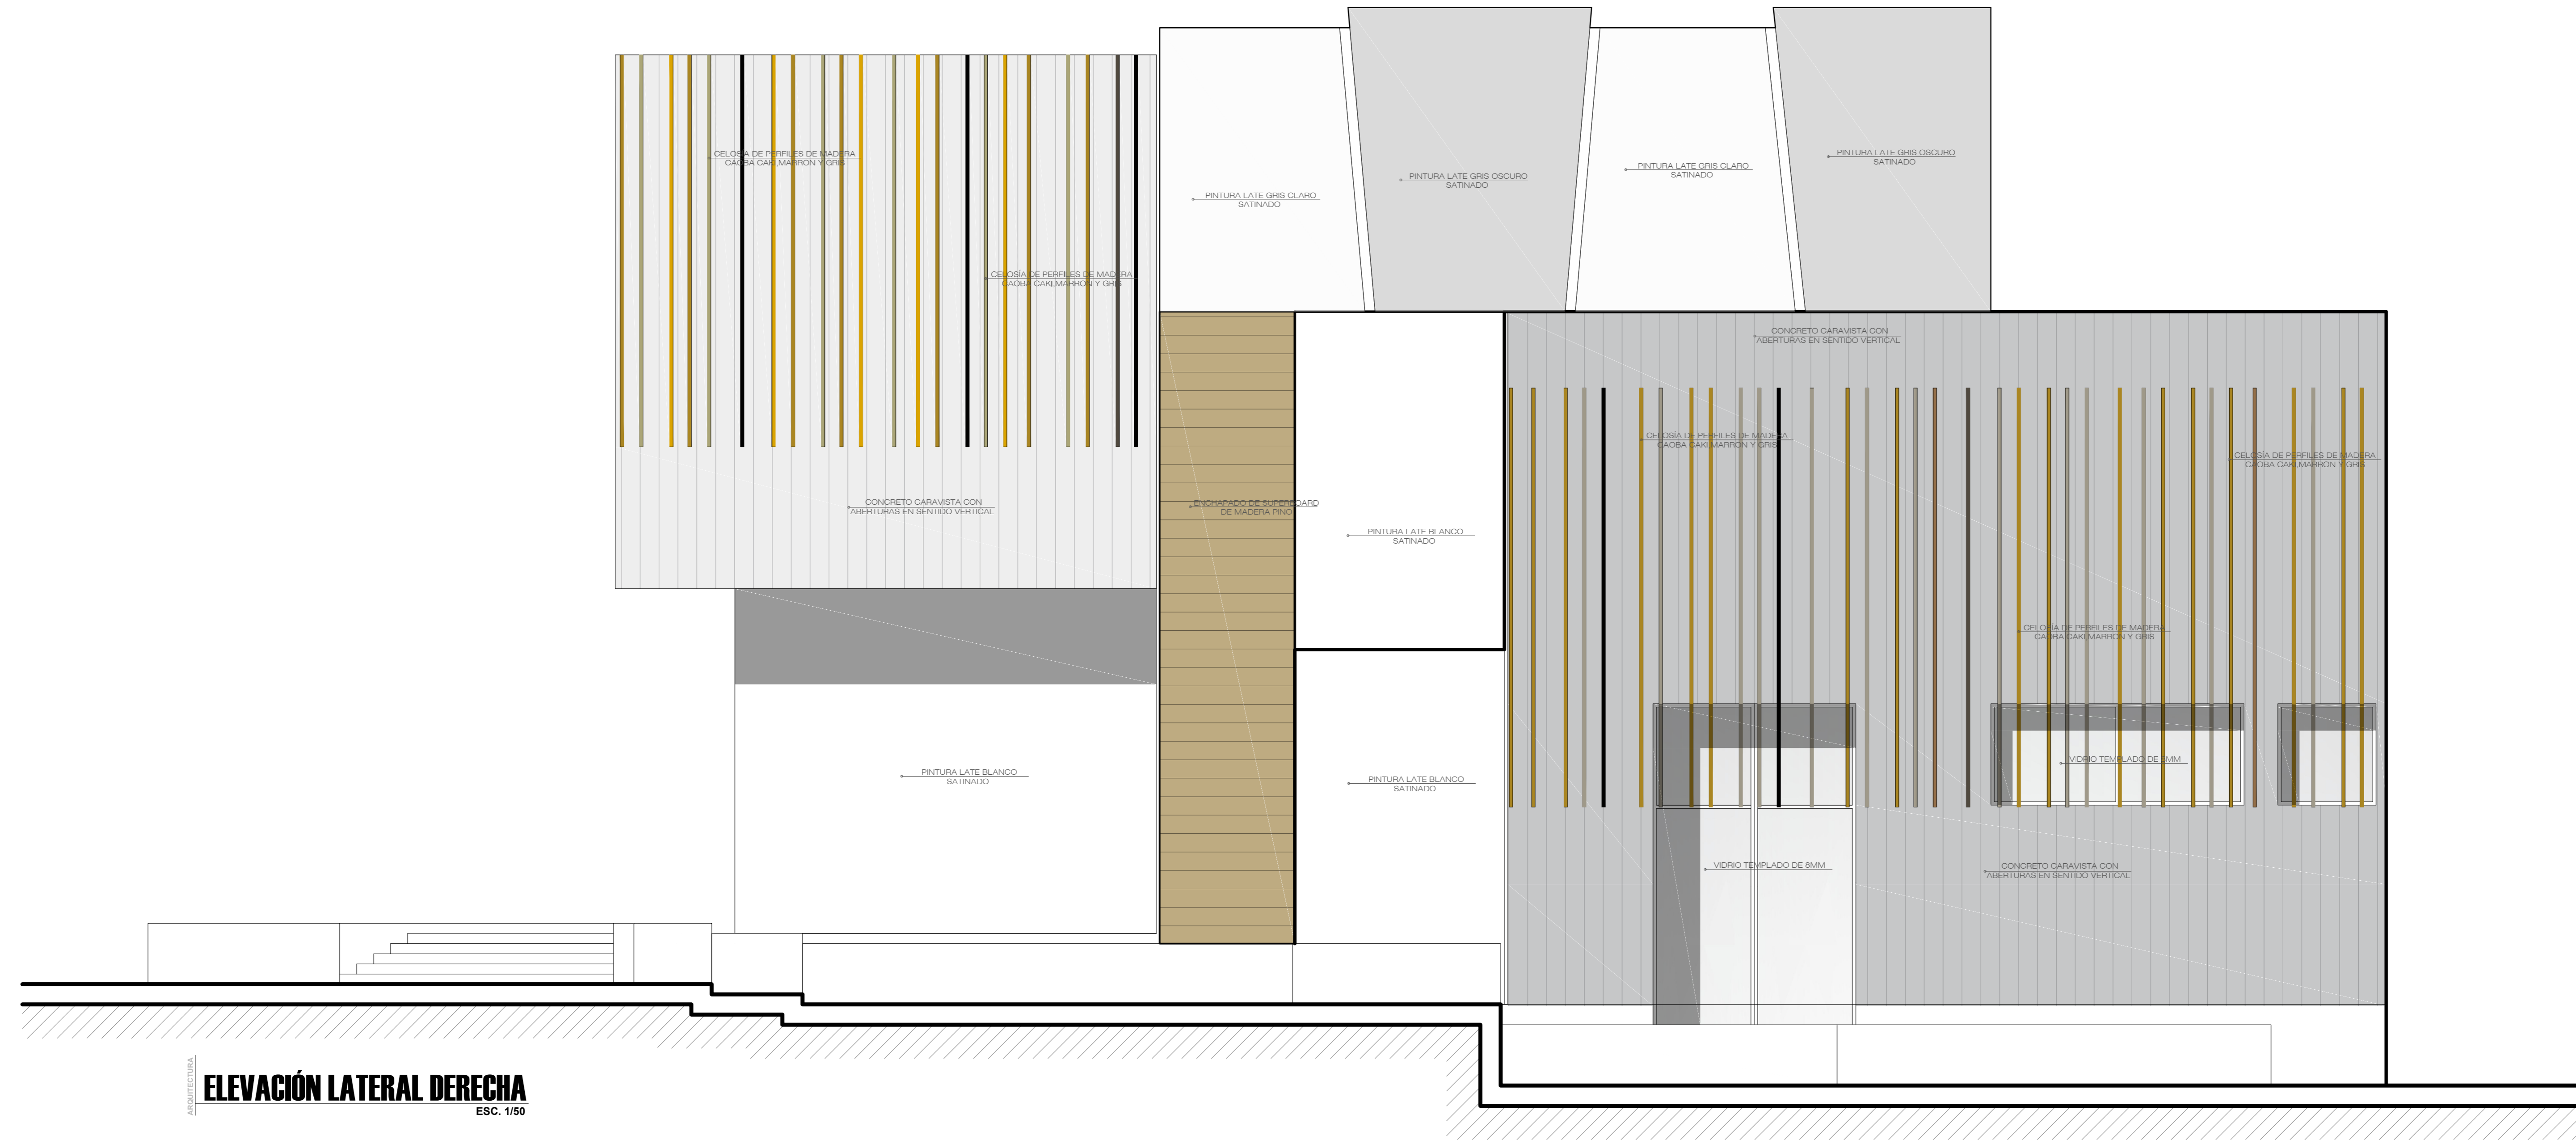 CELOSÍA DE PERFILES DE MADERA
CAOBA CAKI,MARRON Y GRIS
PINTURA LATE GRIS CLARO
SATINADO
PINTURA LATE GRIS OSCURO
SATINADO
PINTURA LATE GRIS CLARO
SATINADO
PINTURA LATE GRIS OSCURO
SATINADO
CELOSÍA DE PERFILES DE MADERA
CAOBA CAKI,MARRON Y GRIS
CONCRETO CARAVISTA CON
ABERTURAS EN SENTIDO VERTICAL
CELOSÍA DE PERFILES DE MADERA
CAOBA CAKI,MARRON Y GRIS
CELOSÍA DE PERFILES DE MADERA
CAOBA CAKI,MARRON Y GRIS
CONCRETO CARAVISTA CON
ABERTURAS EN SENTIDO VERTICAL
ENCHAPADO DE SUPERBOARD
DE MADERA PINO
PINTURA LATE BLANCO
SATINADO
CELOSÍA DE PERFILES DE MADERA
CAOBA CAKI,MARRON Y GRIS
PINTURA LATE BLANCO
SATINADO
PINTURA LATE BLANCO
SATINADO
VIDRIO TEMPLADO DE MM
VIDRIO TEMPLADO DE 8MM
CONCRETO CARAVISTA CON
ABERTURAS EN SENTIDO VERTICAL
ARQUITECTURA
ELEVACIÓN LATERAL DERECHA
ESC. 1/50